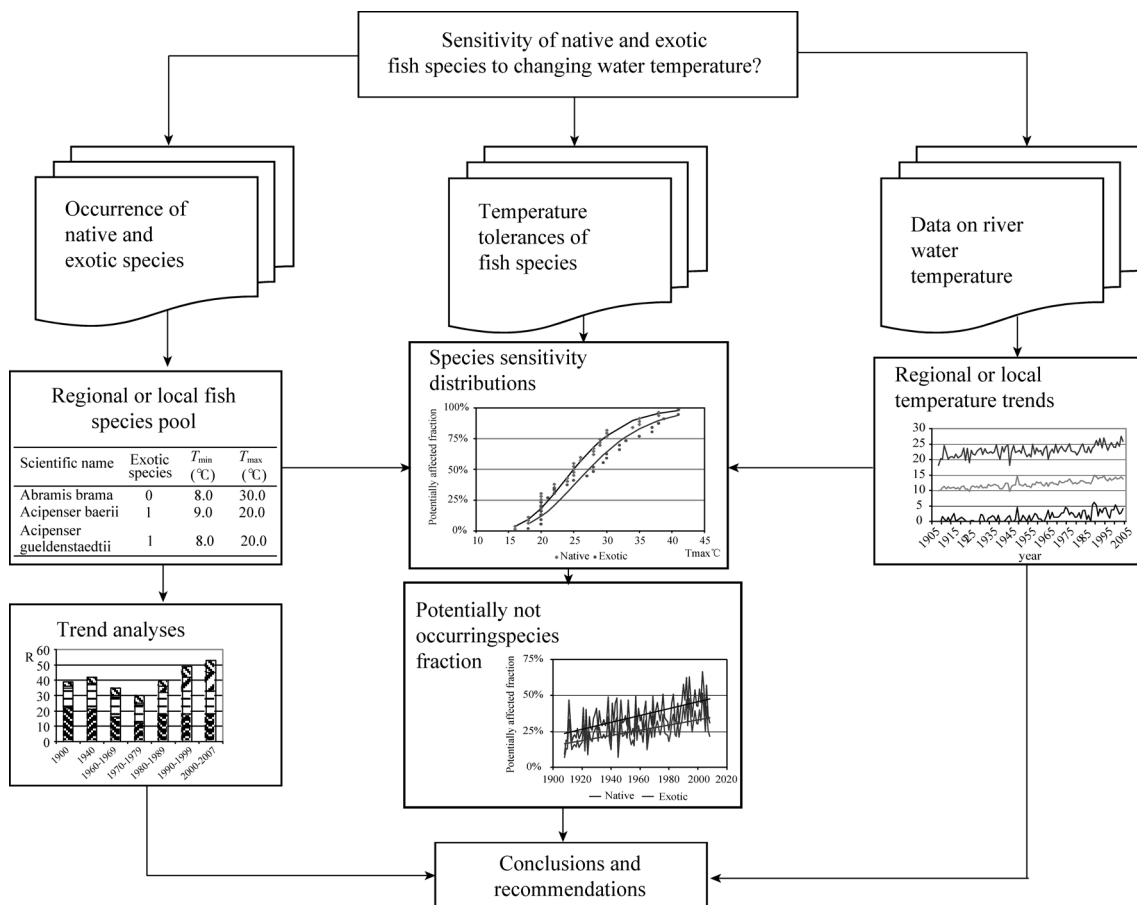 Sensitivity of native and exotic
fish species to changing water temperature?
Occurrence of
native and
exotic species
Temperature
tolerances of
fish species
Data on river
water
temperature
Regional or local fish
species pool
Scientific name Exotic species Tmin (℃) Tmax (℃)
Abramis brama 0 8.0 30.0
Acipenser baerii 1 9.0 20.0
Acipenser
gueldenstaedtii 1 8.0 20.0
Species sensitivity
distributions
Potentially affected fraction
100%
75%
50%
25%
0%
10 15 20 25 30 35 40 45
Native Exotic Tmax℃
Regional or local
temperature trends
30
25
20
15
10
5
0
1905 1915 1925 1935 1945 1955 1965 1975 1985 1995 2005
year
Trend analyses
R
60
50
40
30
20
10
0
1900 1940 1960-1969 1970-1979 1980-1989 1990-1999 2000-2007
Potentially not
occurringspecies
fraction
Potentially affected fraction
75%
50%
25%
0%
1900 1920 1940 1960 1980 2000 2020
Native Exotic
Conclusions and
recommendations